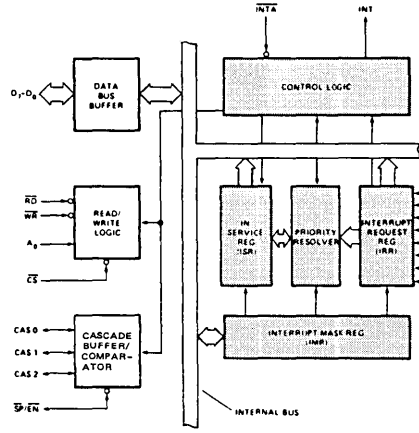 INTA
INT
DATA
BUS
BUFFER
D7-D0
CONTROL LOGIC
RD
WR
A0
CS
READ/
WRITE
LOGIC
IN
SERVICE
REG
(ISR)
PRIORITY
RESOLVER
INTERRUPT
REQUEST
REG
(IRR)
CAS 0
CAS 1
CAS 2
SP/EN
CASCADE
BUFFER/
COMPAR-
ATOR
INTERRUPT MASK REG
(IMR)
INTERNAL BUS